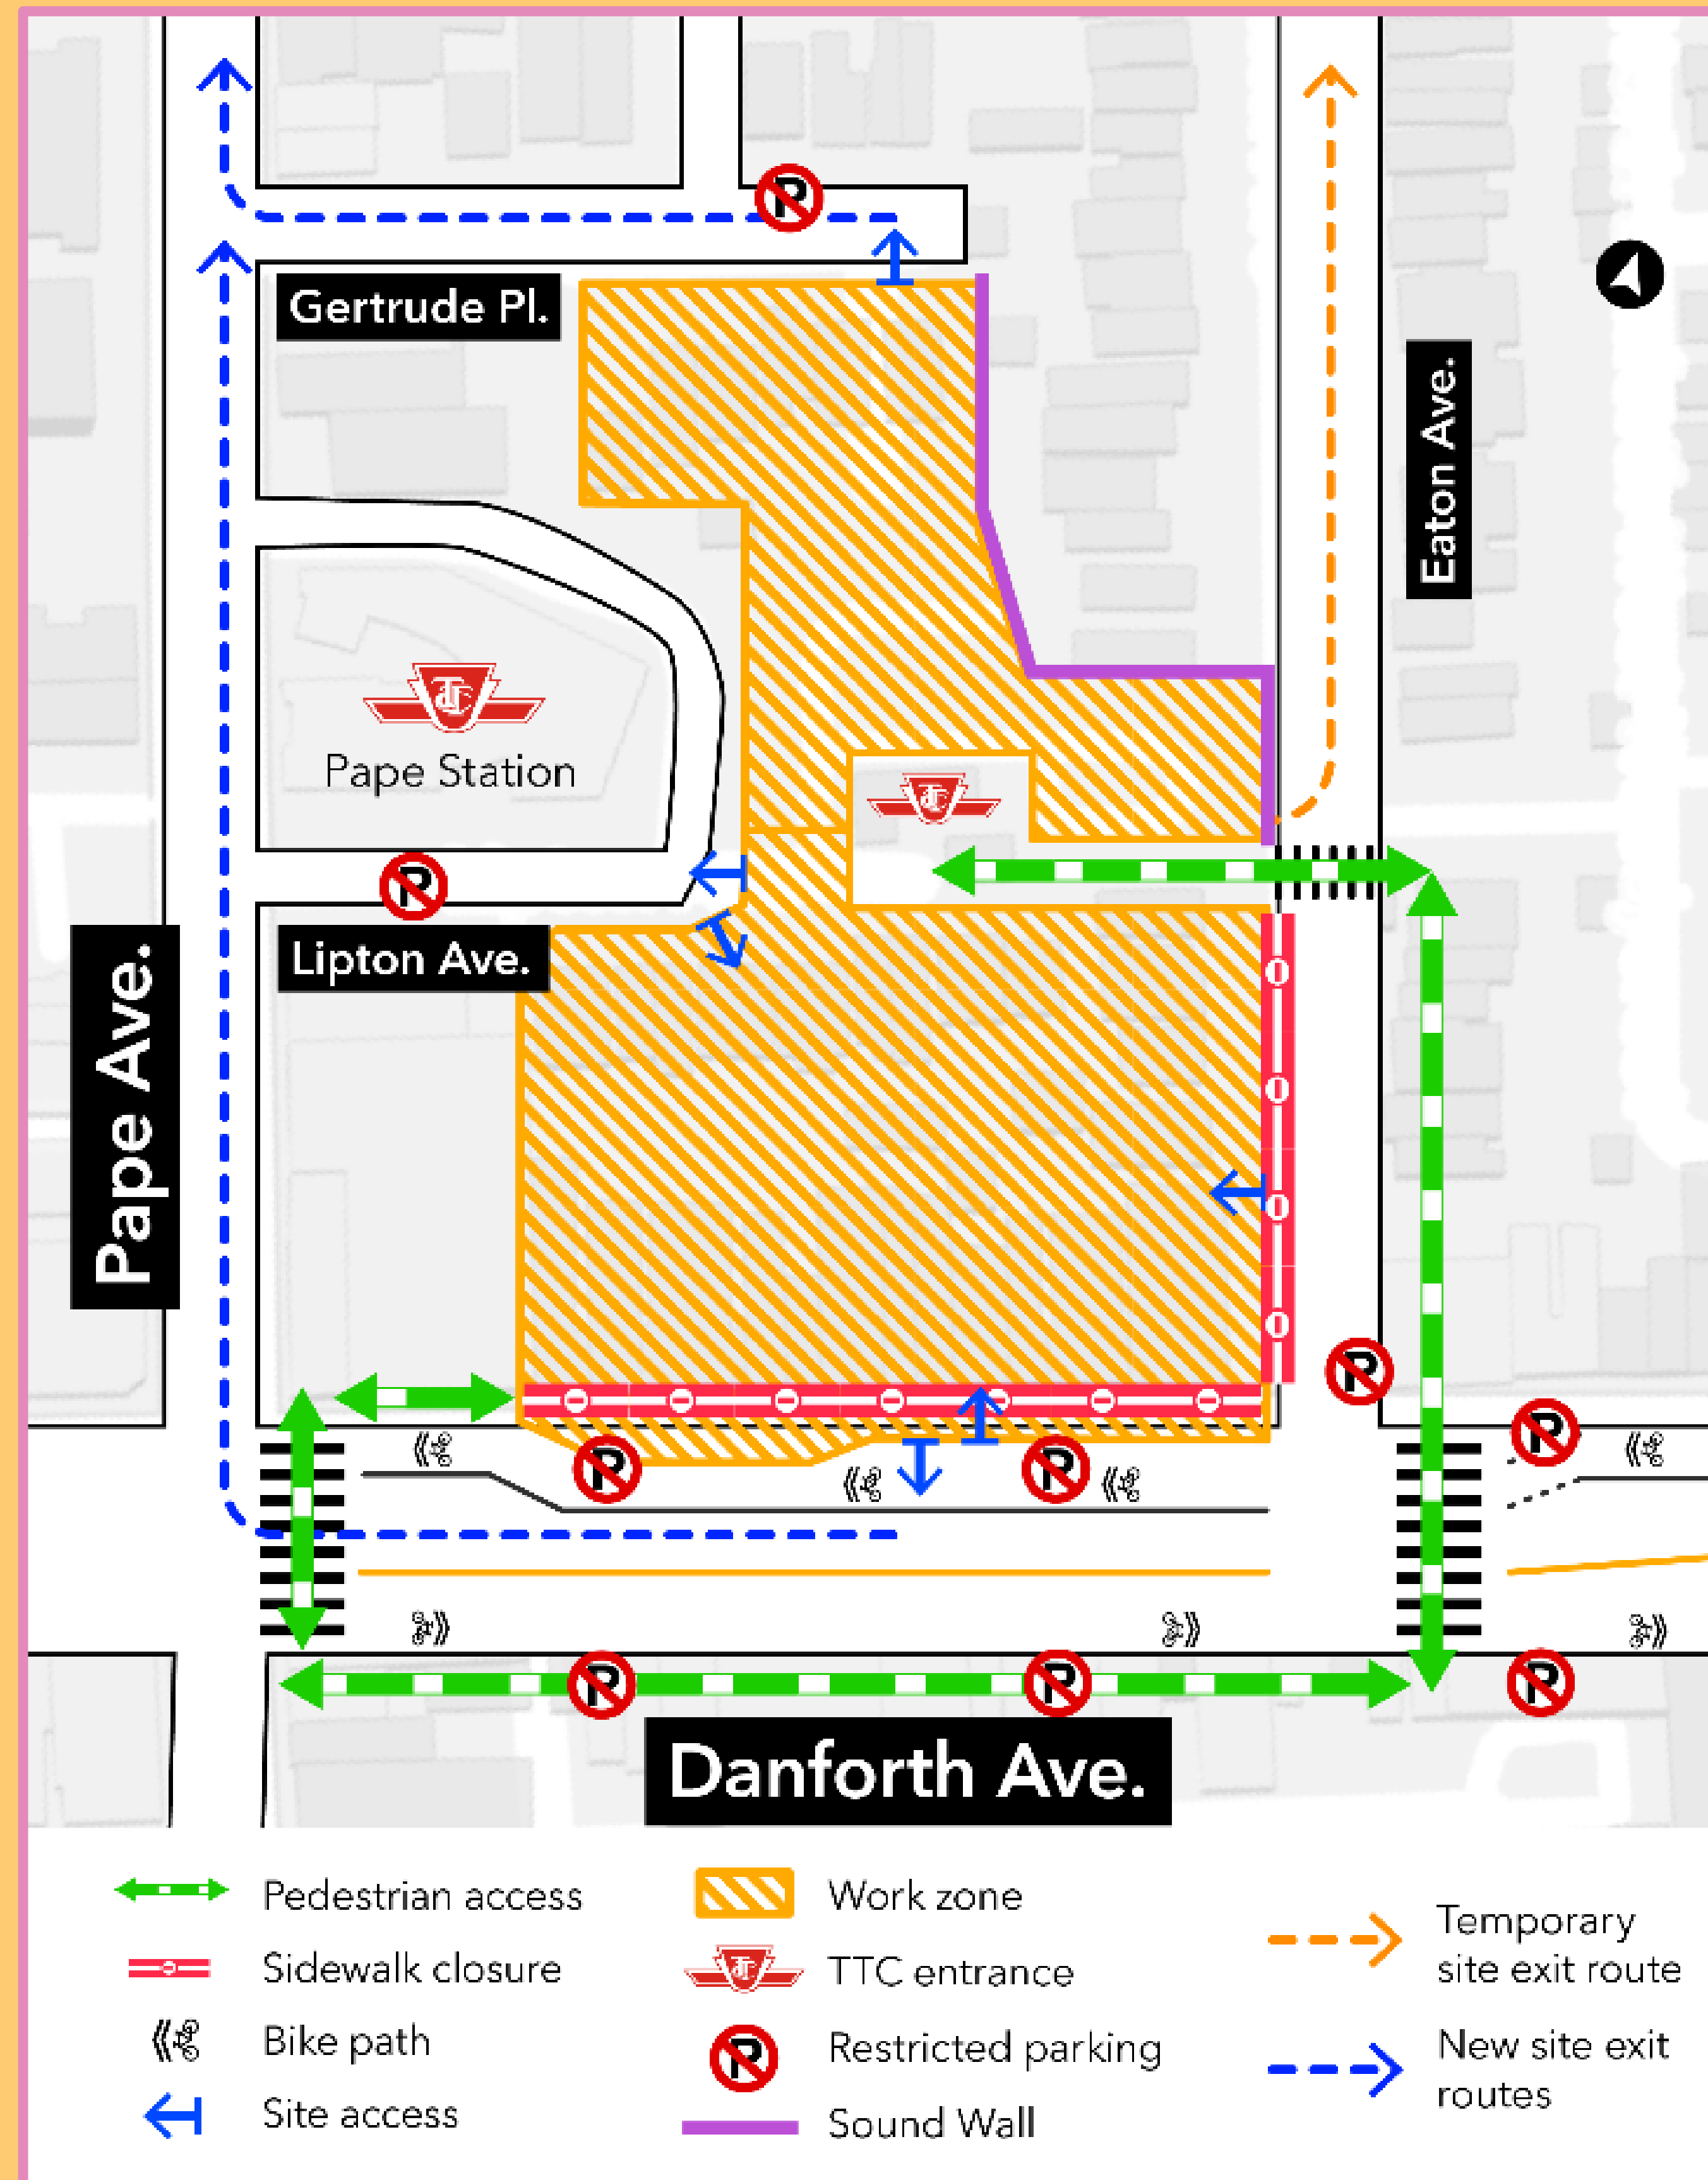 Gertrude Pl.
Eaton Ave.
Pape Station
Lipton Ave.
Pape Ave.
Danforth Ave.
Pedestrian access
Sidewalk closure
Bike path
Site access
Work zone
TTC entrance
Restricted parking
Sound Wall
Temporary
site exit route
New site exit
routes